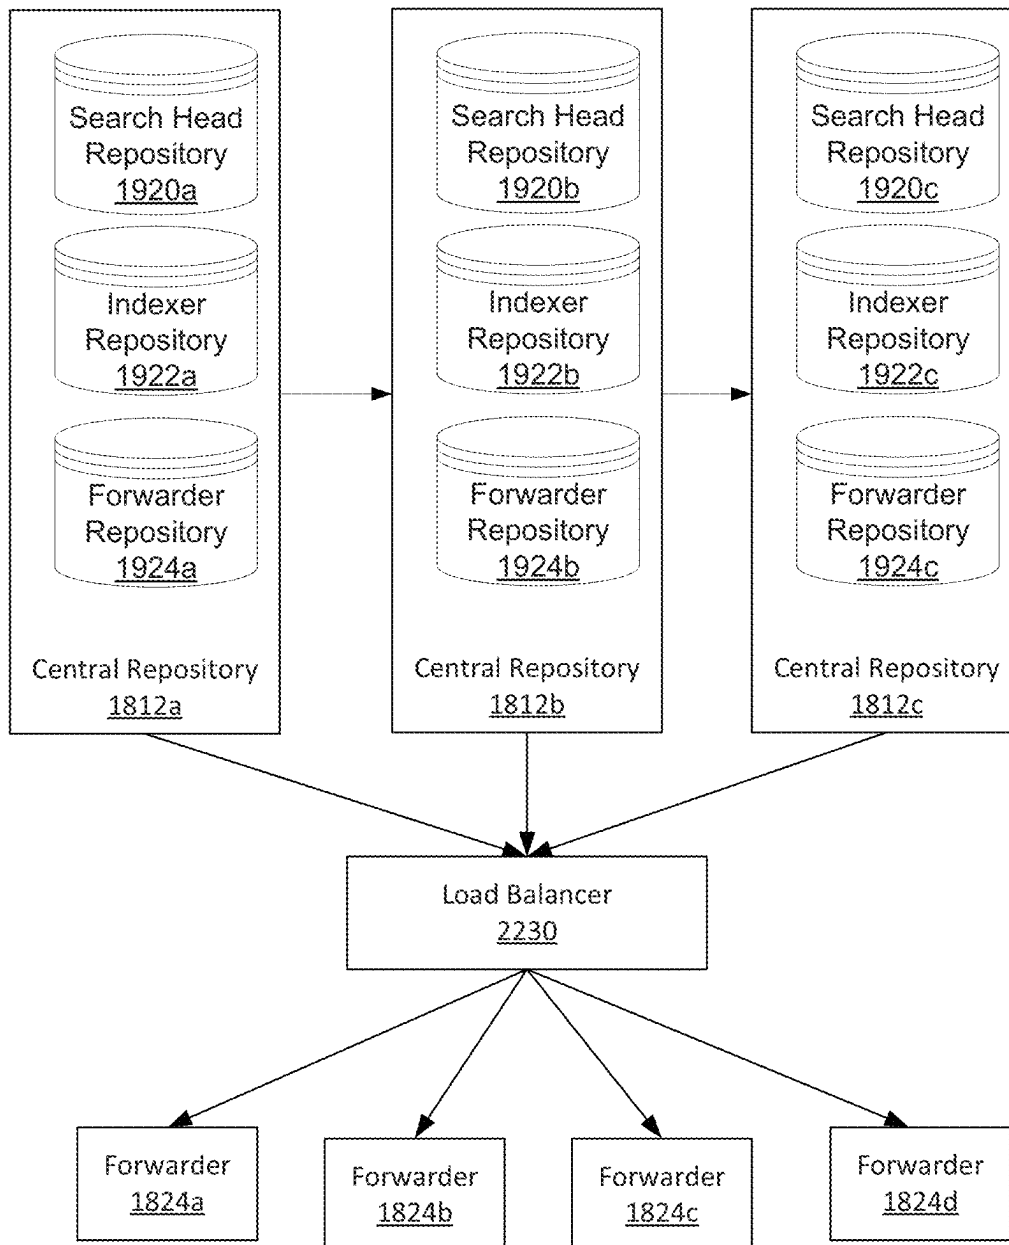 Search Head
Repository
1920a
Indexer
Repository
1922a
Forwarder
Repository
1924a
Central Repository
1812a
Search Head
Repository
1920b
Indexer
Repository
1922b
Forwarder
Repository
1924b
Central Repository
1812b
Search Head
Repository
1920c
Indexer
Repository
1922c
Forwarder
Repository
1924c
Central Repository
1812c
Load Balancer
2230
Forwarder
1824a
Forwarder
1824b
Forwarder
1824c
Forwarder
1824d